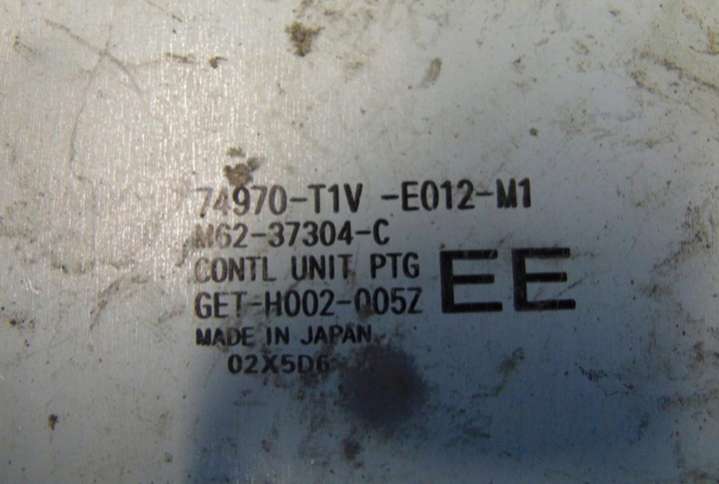 74970-T1V -E012-M1
M62-37304-C
CONTL UNIT PTG
GET-H002-005Z
EE
MADE IN JAPAN
02X5D6